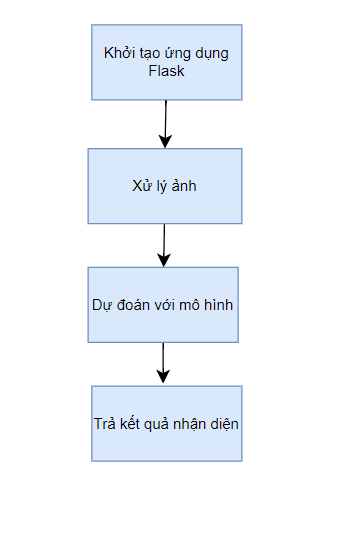 Khởi tạo ứng dụng
Flask
Xử lý ảnh
Dự đoán với mô hình
Trả kết quả nhận diện